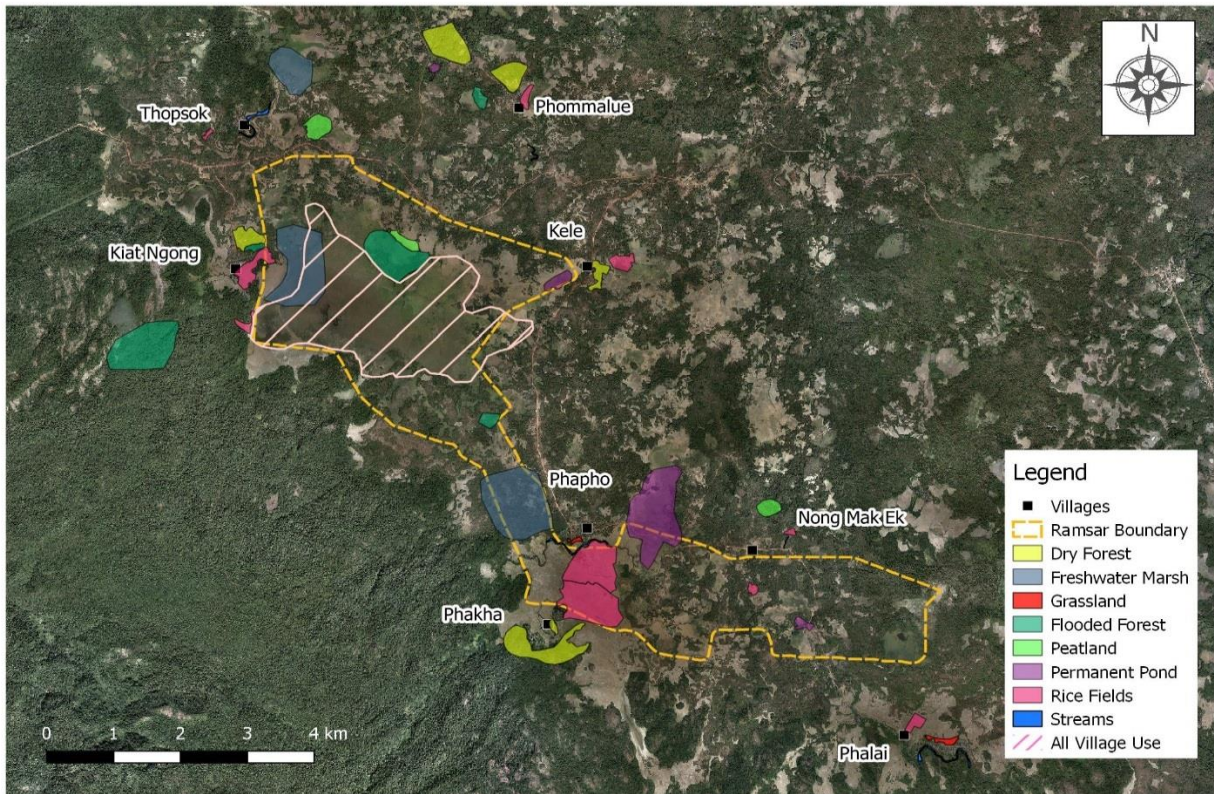 N
Thopsok
Phommalue
Kiat Ngong
Kele
Phapho
Nong Mak Ek
Phakha
Phalai
0 1 2 3 4 km
Legend
Villages
Ramsar Boundary
Dry Forest
Freshwater Marsh
Grassland
Flooded Forest
Peatland
Permanent Pond
Rice Fields
Streams
All Village Use